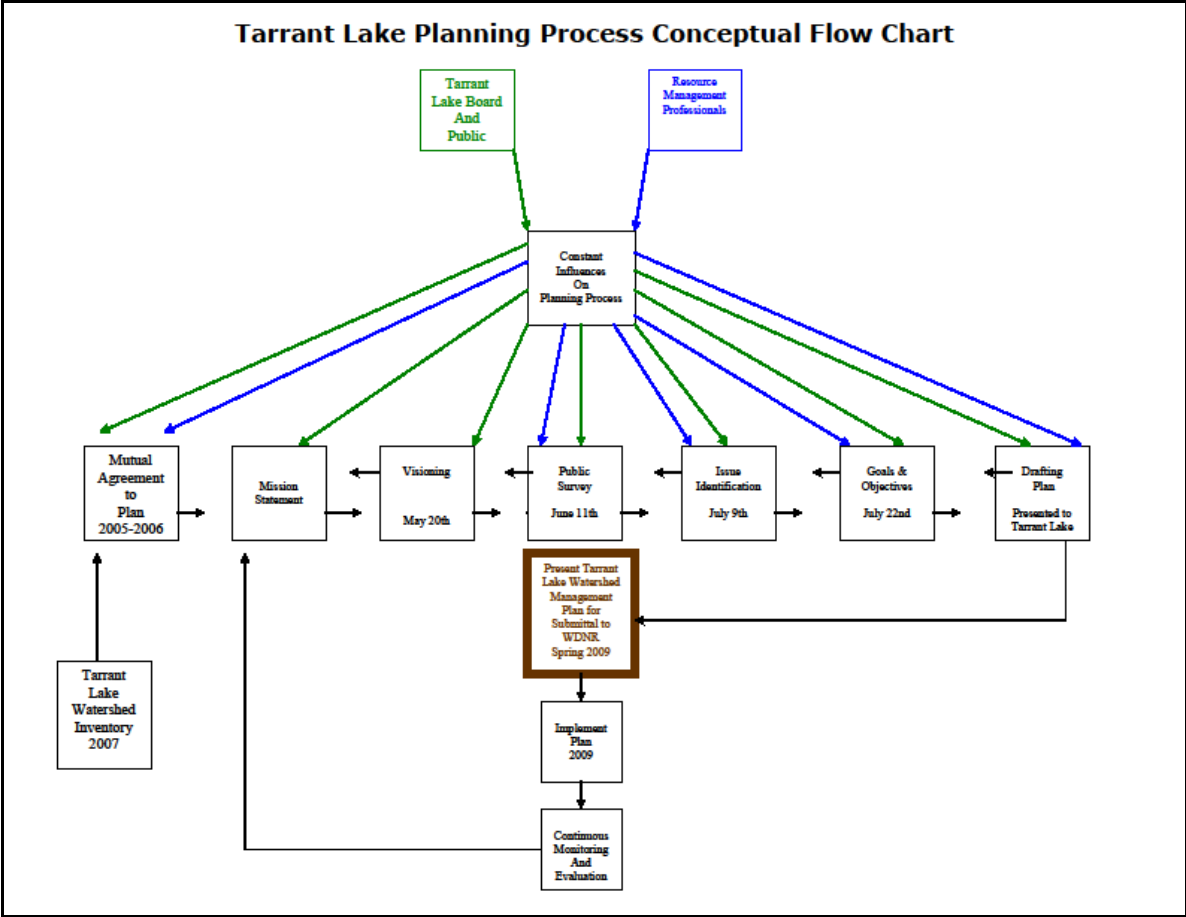 Tarrant Lake Planning Process Conceptual Flow Chart
Tarrant
Lake Board
And
Public
Resource
Management
Professionals
Constant
Influences
On
Planning Process
Mutual
Agreement
to
Plan
2005-2006
Mission
Statement
Visioning
May 20th
Public
Survey
June 11th
Issue
Identification
July 9th
Goals &
Objectives
July 22nd
Drafting
Plan
Presented to
Tarrant Lake
Present Tarrant
Lake Watershed
Management
Plan for
Submittal to
WDNR
Spring 2009
Tarrant
Lake
Watershed
Inventory
2007
Implement
Plan
2009
Continuous
Monitoring
And
Evaluation